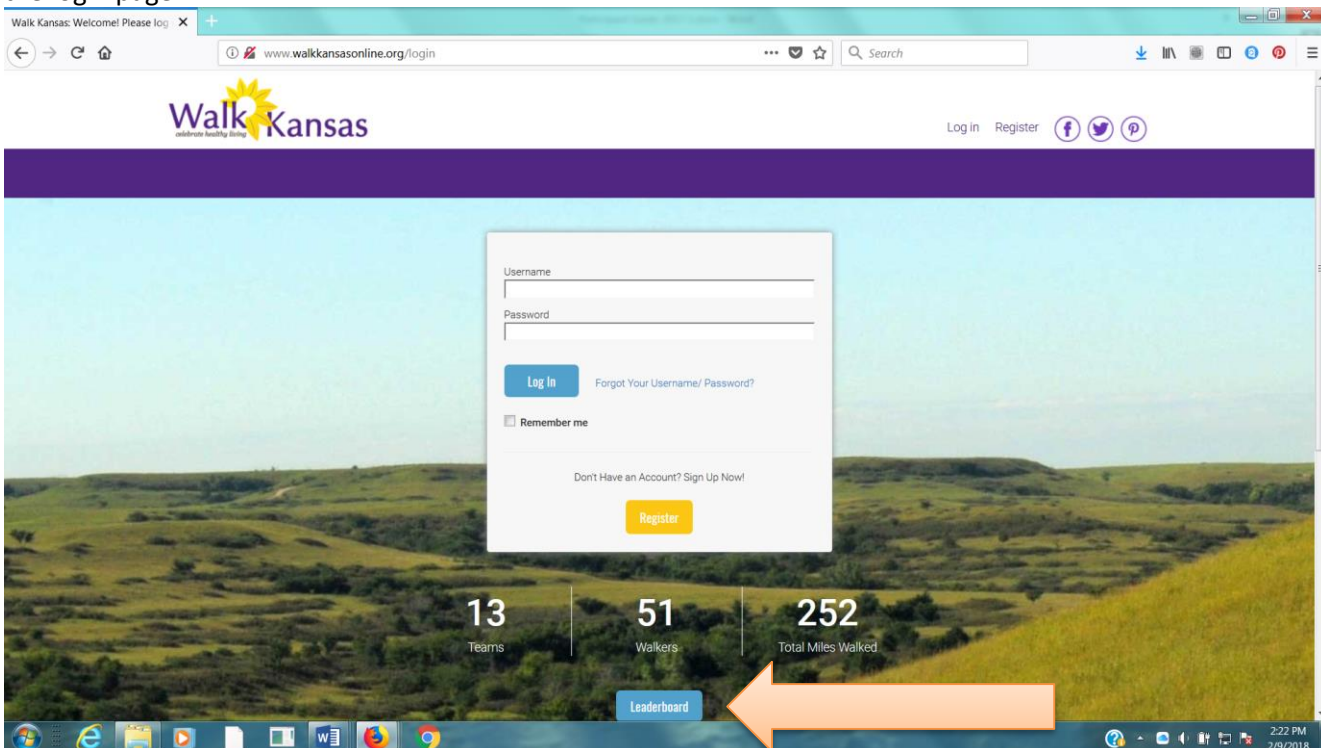 Walk Kansas: Welcome! Please log
www.walkkansasonline.org/login
Search
Walk Kansas
celebrate healthy living
Log in Register
Username
Password
Log In Forgot Your Username/ Password?
Remember me
Don't Have an Account? Sign Up Now!
Register
13 51 252
Teams Walkers Total Miles Walked
Leaderboard
2:22 PM
2/9/2018